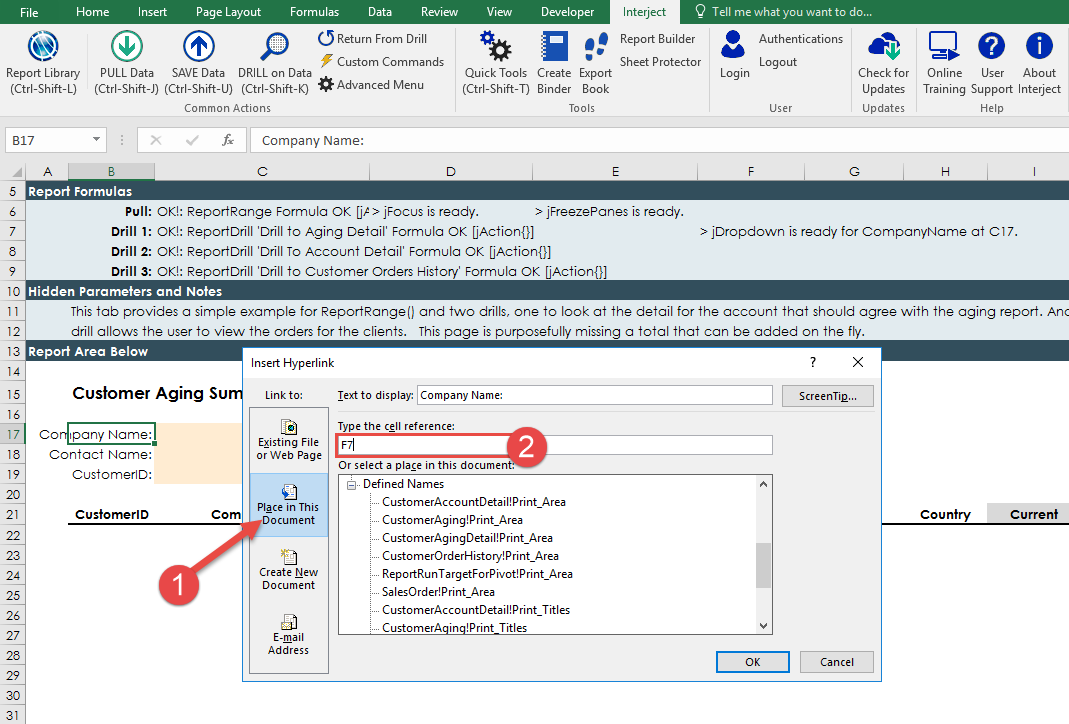 File Home Insert Page Layout Formulas Data Review View Developer Interject Tell me what you want to do...
Report Library (Ctrl-Shift-L)
PULL Data (Ctrl-Shift-J)
SAVE Data (Ctrl-Shift-U)
DRILL on Data (Ctrl-Shift-K)
Return From Drill
Custom Commands
Advanced Menu
Common Actions
Quick Tools (Ctrl-Shift-T)
Create Binder
Export Book
Report Builder
Sheet Protector
Tools
Login
Authentications
Logout
User
Check for Updates
Updates
Online Training
User Support
About Interject
Help
B17 fx Company Name:
A B C D E F G H I
5 Report Formulas
6 Pull: OK!: ReportRange Formula OK [jA > jFocus is ready. > jFreezePanes is ready.
7 Drill 1: OK!: ReportDrill 'Drill to Aging Detail' Formula OK [jAction{}] > jDropdown is ready for CompanyName at C17.
8 Drill 2: OK!: ReportDrill 'Drill To Account Detail' Formula OK [jAction{}]
9 Drill 3: OK!: ReportDrill 'Drill to Customer Orders History' Formula OK [jAction{}]
10 Hidden Parameters and Notes
11 This tab provides a simple example for ReportRange() and two drills, one to look at the detail for the account that should agree with the aging report. And
12 drill allows the user to view the orders for the clients. This page is purposefully missing a total that can be added on the fly.
13 Report Area Below
14
15 Customer Aging Sum
16
17 Company Name:
18 Contact Name:
19 CustomerID:
20
21 CustomerID Com Country Current
22
23
24
25
26
27
28
29
30
31
Insert Hyperlink ?
Link to:
Text to display: Company Name:
ScreenTip...
Existing File or Web Page
Place in This Document
Create New Document
E-mail Address
Type the cell reference:
F7
Or select a place in this document:
Defined Names
CustomerAccountDetail!Print_Area
CustomerAging!Print_Area
CustomerAgingDetail!Print_Area
CustomerOrderHistory!Print_Area
ReportRunTargetForPivot!Print_Area
SalesOrder!Print_Area
CustomerAccountDetail!Print_Titles
CustomerAging!Print_Titles
OK Cancel
1
2